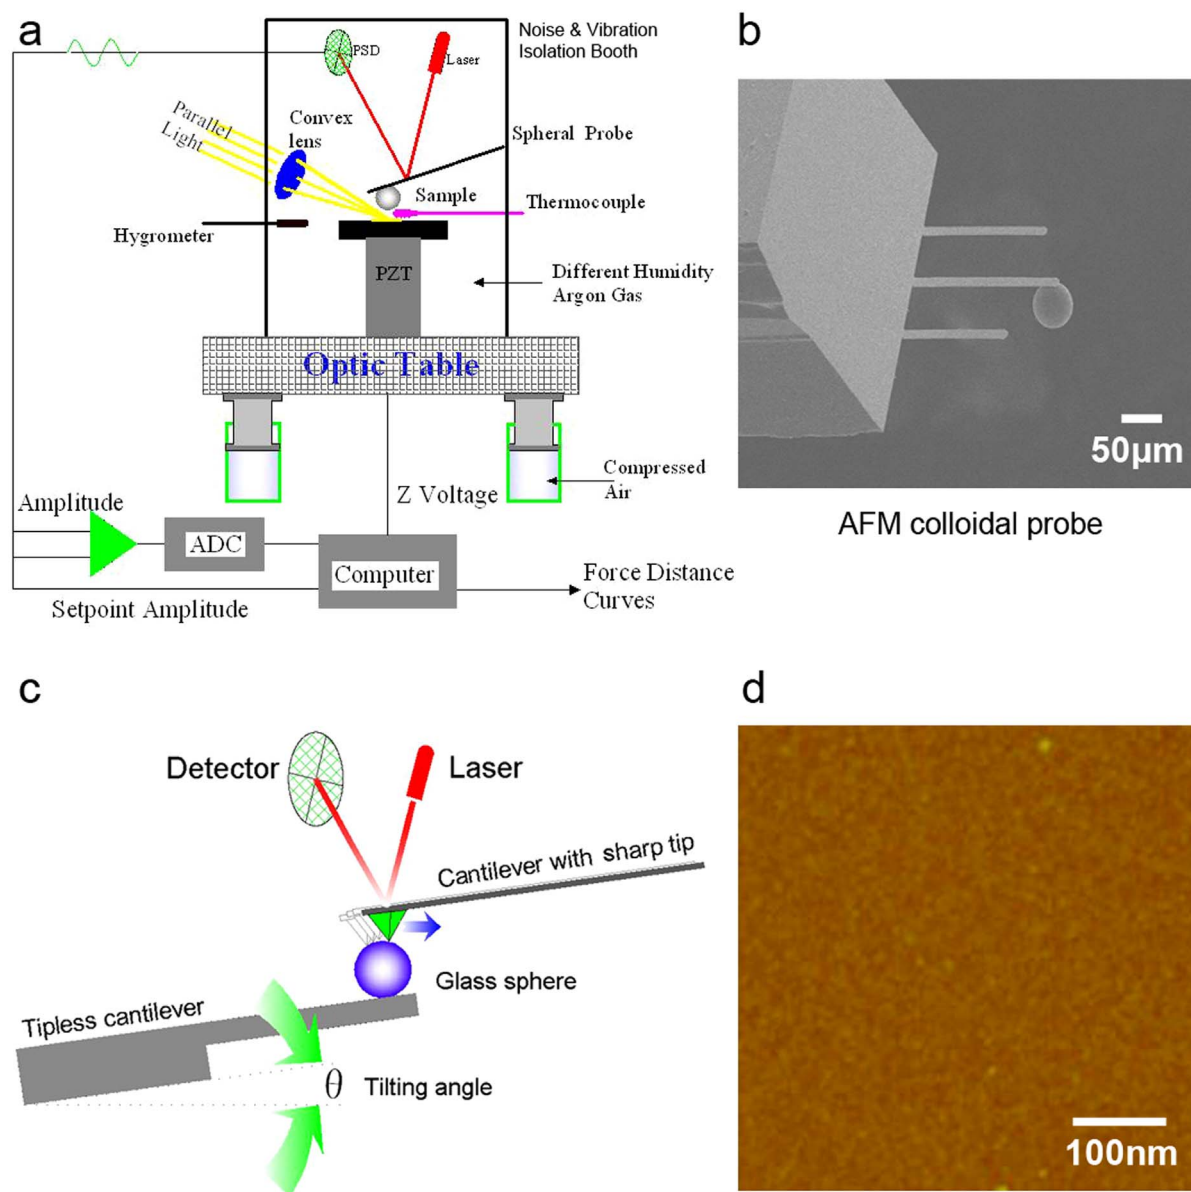 a
Noise & Vibration
Isolation Booth
PSD
Laser
Parallel
Light
Convex
lens
Spheral Probe
Sample
Thermocouple
Hygrometer
PZT
Different Humidity
Argon Gas
Optic Table
Compressed
Air
Z Voltage
Amplitude
ADC
Computer
Setpoint Amplitude
Force Distance
Curves
b
50μm
AFM colloidal probe
c
Detector
Laser
Cantilever with sharp tip
Glass sphere
Tipless cantilever
θ
Tilting angle
d
100nm